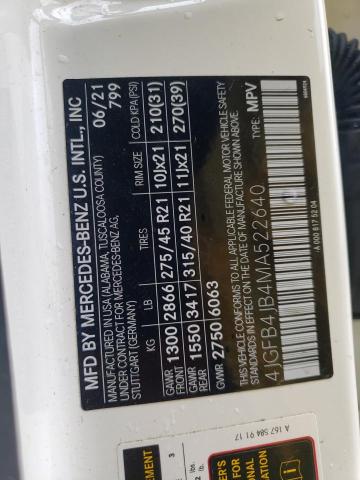 MFG BY MERCEDES-BENZ U.S. INTL., INC
MANUFACTURED IN USA (ALABAMA, TUSCALOOSA COUNTY)
UNDER CONTRACT FOR MERCEDES-BENZ AG,
STUTTGART (GERMANY)
06/21
799
KG LB TIRES RIM SIZE COLD KPA(PSI)
GAWR FRONT 1300 2866 275/45 R21 10Jx21 210(31)
GAWR REAR 1550 3417 315/40 R21 11Jx21 270(39)
GVWR 2750 6063
THIS VEHICLE CONFORMS TO ALL APPLICABLE FEDERAL MOTOR VEHICLE SAFETY
STANDARDS IN EFFECT ON THE DATE OF MANUFACTURE SHOWN ABOVE.
4JGFB4JB4MA522640
TYPE: MPV
A 000 817 52 04
A 167 584 91 17